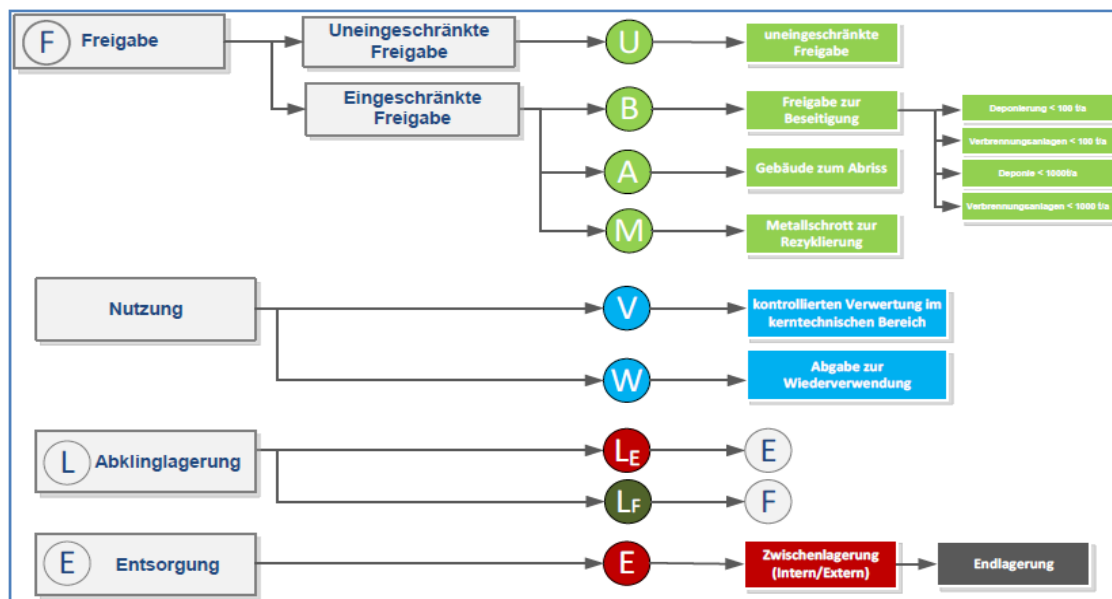 F Freigabe
Uneingeschränkte
Freigabe
U
uneingeschränkte
Freigabe
Eingeschränkte
Freigabe
B
Freigabe zur
Beseitigung
Deponierung < 100 t/a
Verbrennungsanlagen < 100 t/a
Deponie < 1000t/a
Verbrennungsanlagen < 1000 t/a
A
Gebäude zum Abriss
M
Metallschrott zur
Rezyklierung
Nutzung
V
kontrollierten Verwertung im
kerntechnischen Bereich
W
Abgabe zur
Wiederverwendung
L Abklinglagerung
LE
E
LF
F
E Entsorgung
E
Zwischenlagerung
(Intern/Extern)
Endlagerung